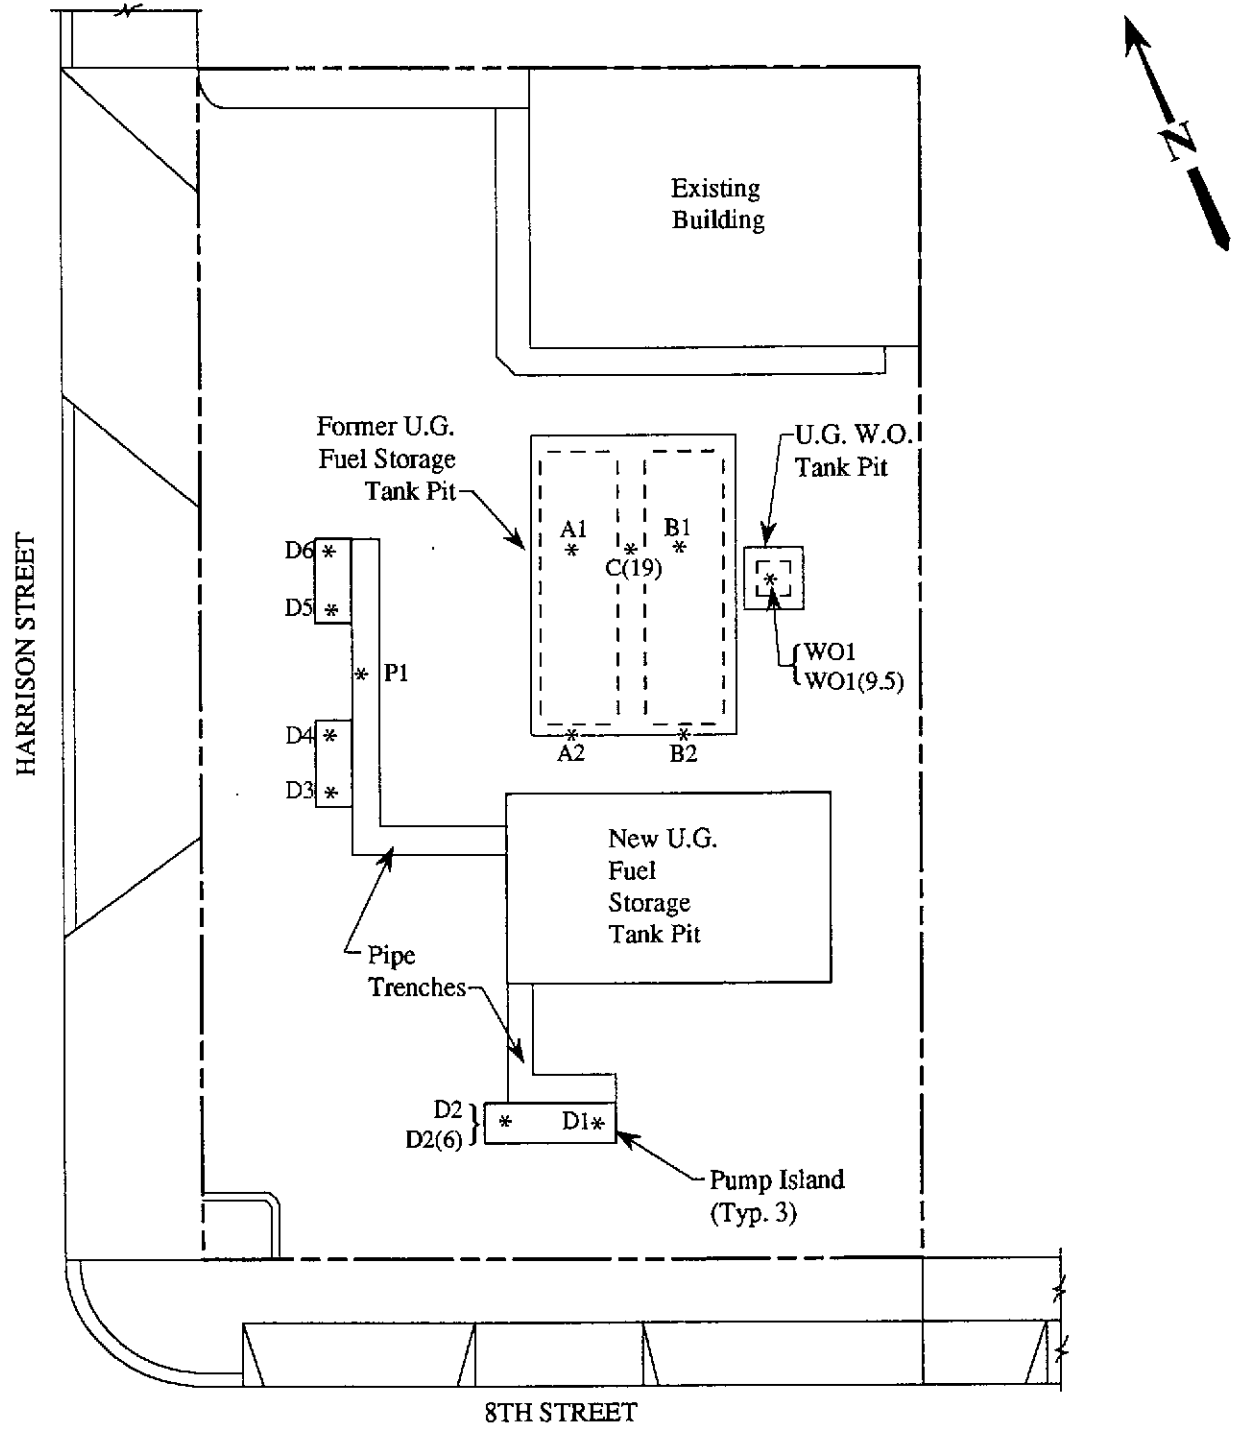 N
Existing
Building
Former U.G.
Fuel Storage
Tank Pit
U.G. W.O.
Tank Pit
A1
B1
C(19)
D6
D5
P1
WO1
WO1(9.5)
D4
D3
A2
B2
HARRISON STREET
New U.G.
Fuel
Storage
Tank Pit
Pipe
Trenches
D2
D2(6)
D1
Pump Island
(Typ. 3)
8TH STREET